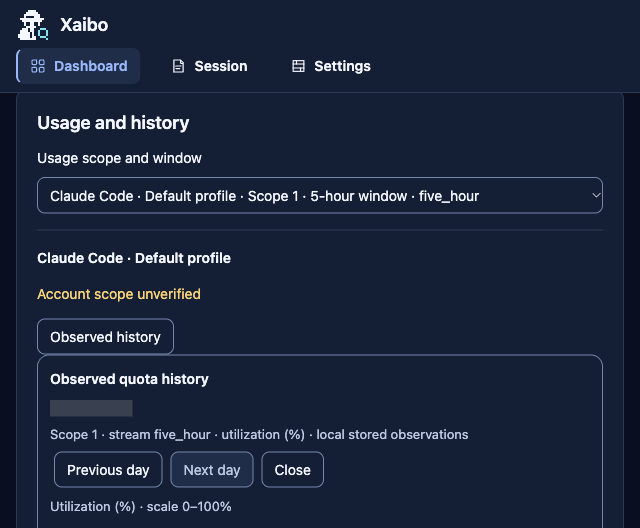 Xaibo
Dashboard Session Settings
Usage and history
Usage scope and window
Claude Code · Default profile · Scope 1 · 5-hour window · five_hour
Claude Code · Default profile
Account scope unverified
Observed history
Observed quota history
Scope 1 · stream five_hour · utilization (%) · local stored observations
Previous day Next day Close
Utilization (%) · scale 0–100%